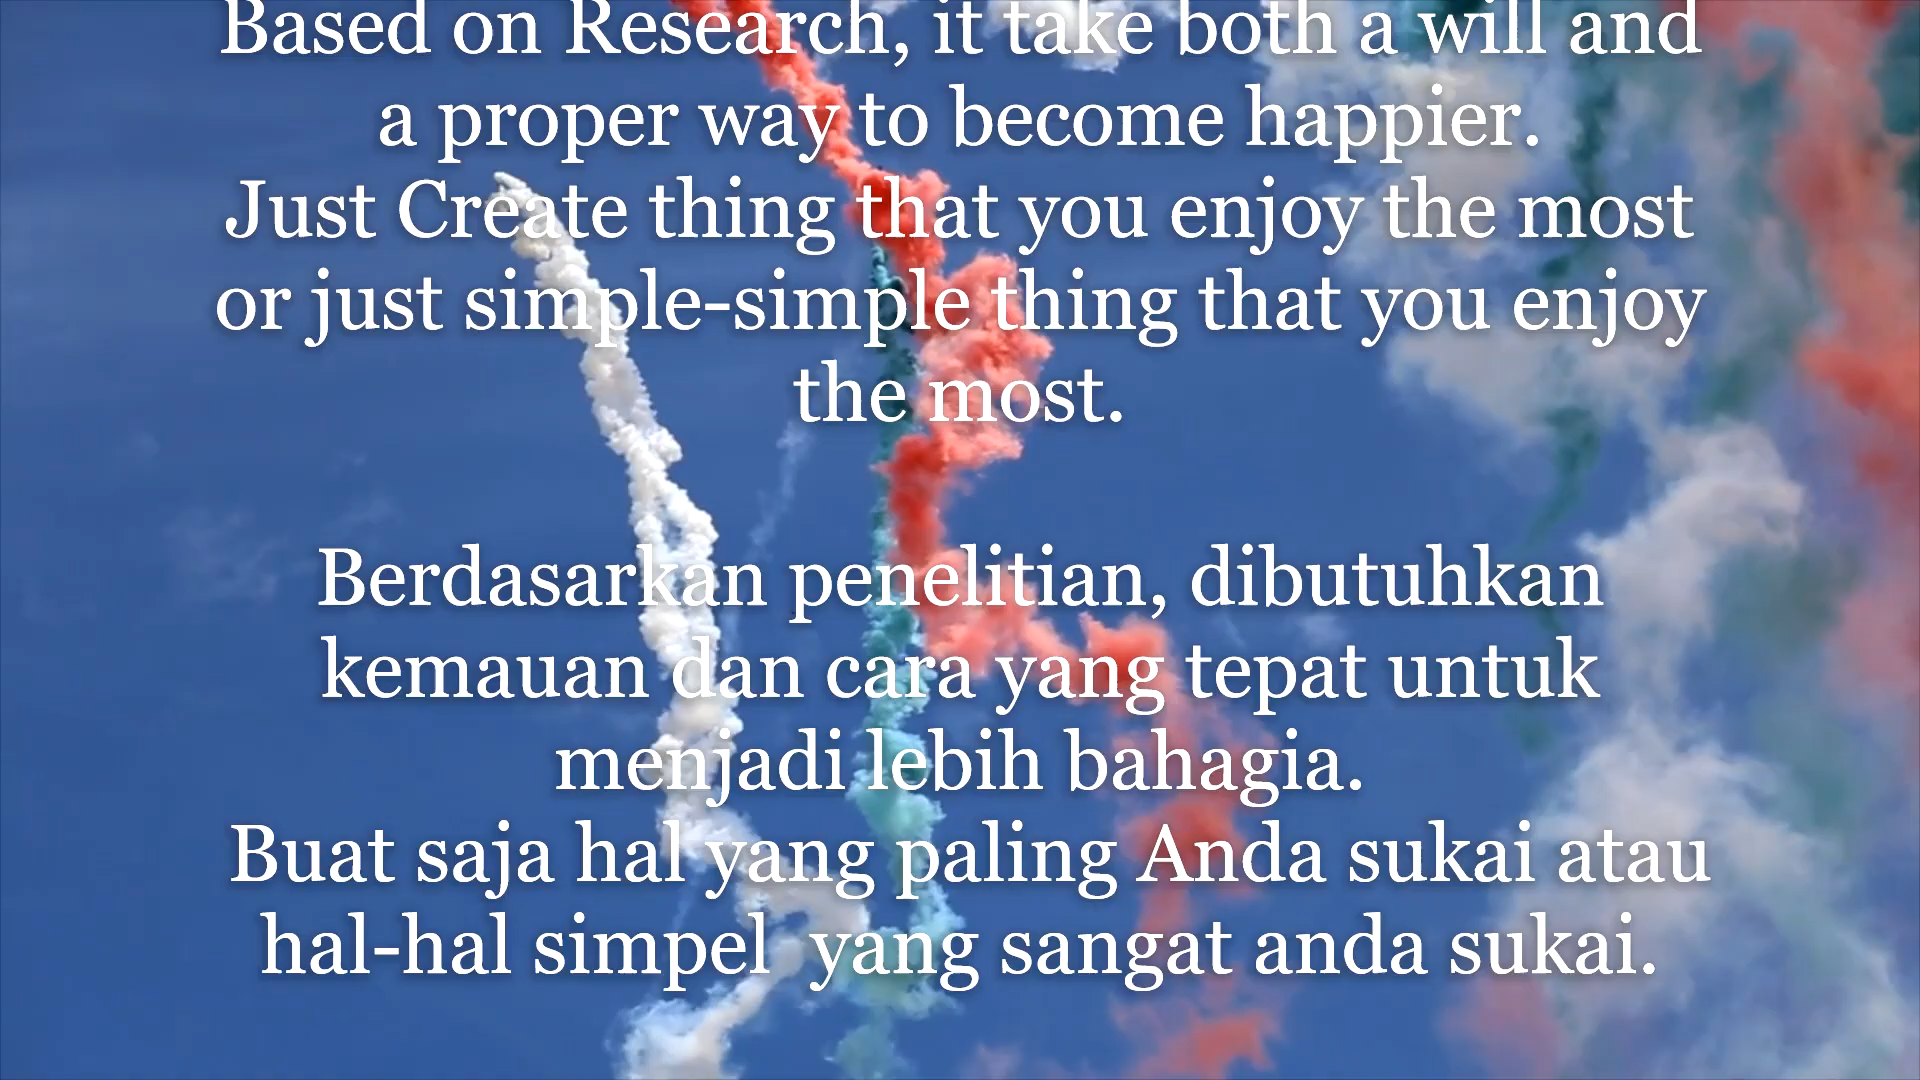 Based on Research, it take both a will and
a proper way to become happier.
Just Create thing that you enjoy the most
or just simple-simple thing that you enjoy
the most.
Berdasarkan penelitian, dibutuhkan
kemauan dan cara yang tepat untuk
menjadi lebih bahagia.
Buat saja hal yang paling Anda sukai atau
hal-hal simpel  yang sangat anda sukai.